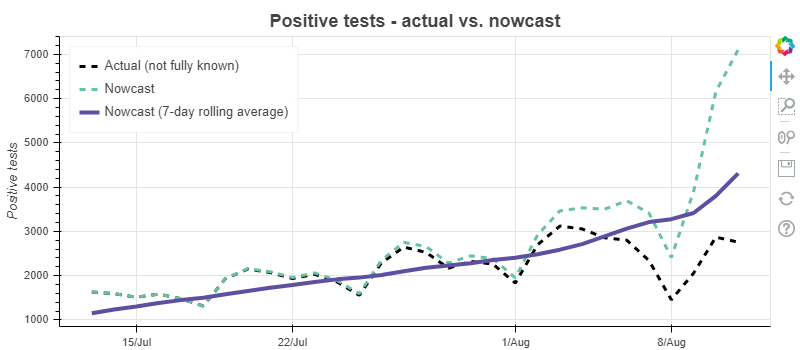 Positive tests - actual vs. nowcast
Actual (not fully known)
Nowcast
Nowcast (7-day rolling average)
Positive tests
7000
6000
5000
4000
3000
2000
1000
15/Jul
22/Jul
1/Aug
8/Aug